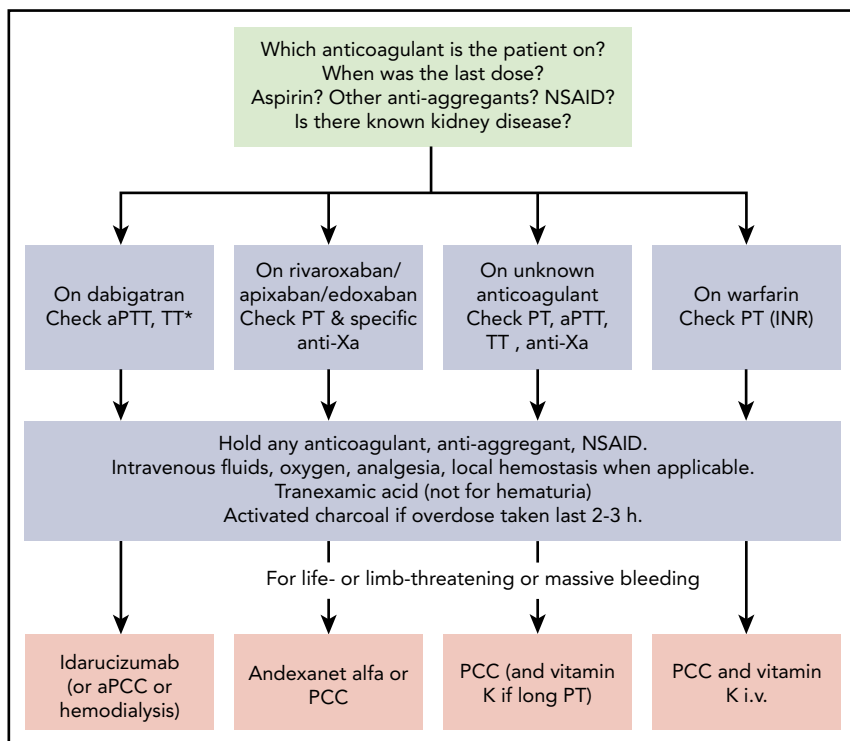 Which anticoagulant is the patient on?
When was the last dose?
Aspirin? Other anti-aggregants? NSAID?
Is there known kidney disease?
On dabigatran
Check aPTT, TT*
On rivaroxaban/
apixaban/edoxaban
Check PT & specific
anti-Xa
On unknown
anticoagulant
Check PT, aPTT,
TT , anti-Xa
On warfarin
Check PT (INR)
Hold any anticoagulant, anti-aggregant, NSAID.
Intravenous fluids, oxygen, analgesia, local hemostasis when applicable.
Tranexamic acid (not for hematuria)
Activated charcoal if overdose taken last 2-3 h.
For life- or limb-threatening or massive bleeding
Idarucizumab
(or aPCC or
hemodialysis)
Andexanet alfa or
PCC
PCC (and vitamin
K if long PT)
PCC and vitamin
K i.v.